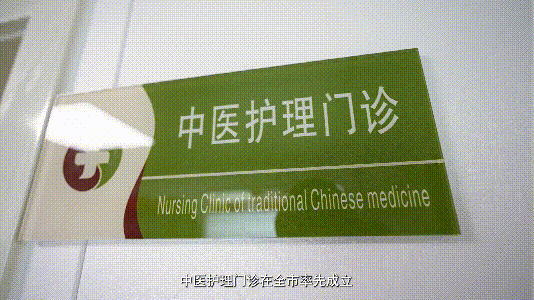 中医护理门诊
Nursing Clinic of traditional Chinese medicine
中医护理门诊在全市率先成立